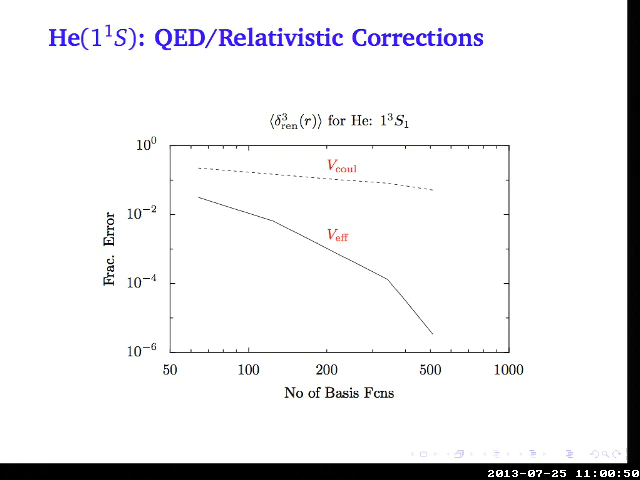 He(1¹S): QED/Relativistic Corrections
⟨δ³ren(r)⟩ for He: 1³S₁
10⁰
Vcoul
10⁻²
Veff
Frac. Error
10⁻⁴
10⁻⁶
50 100 200 500 1000
No of Basis Fcns
2013-07-25 11:00:50